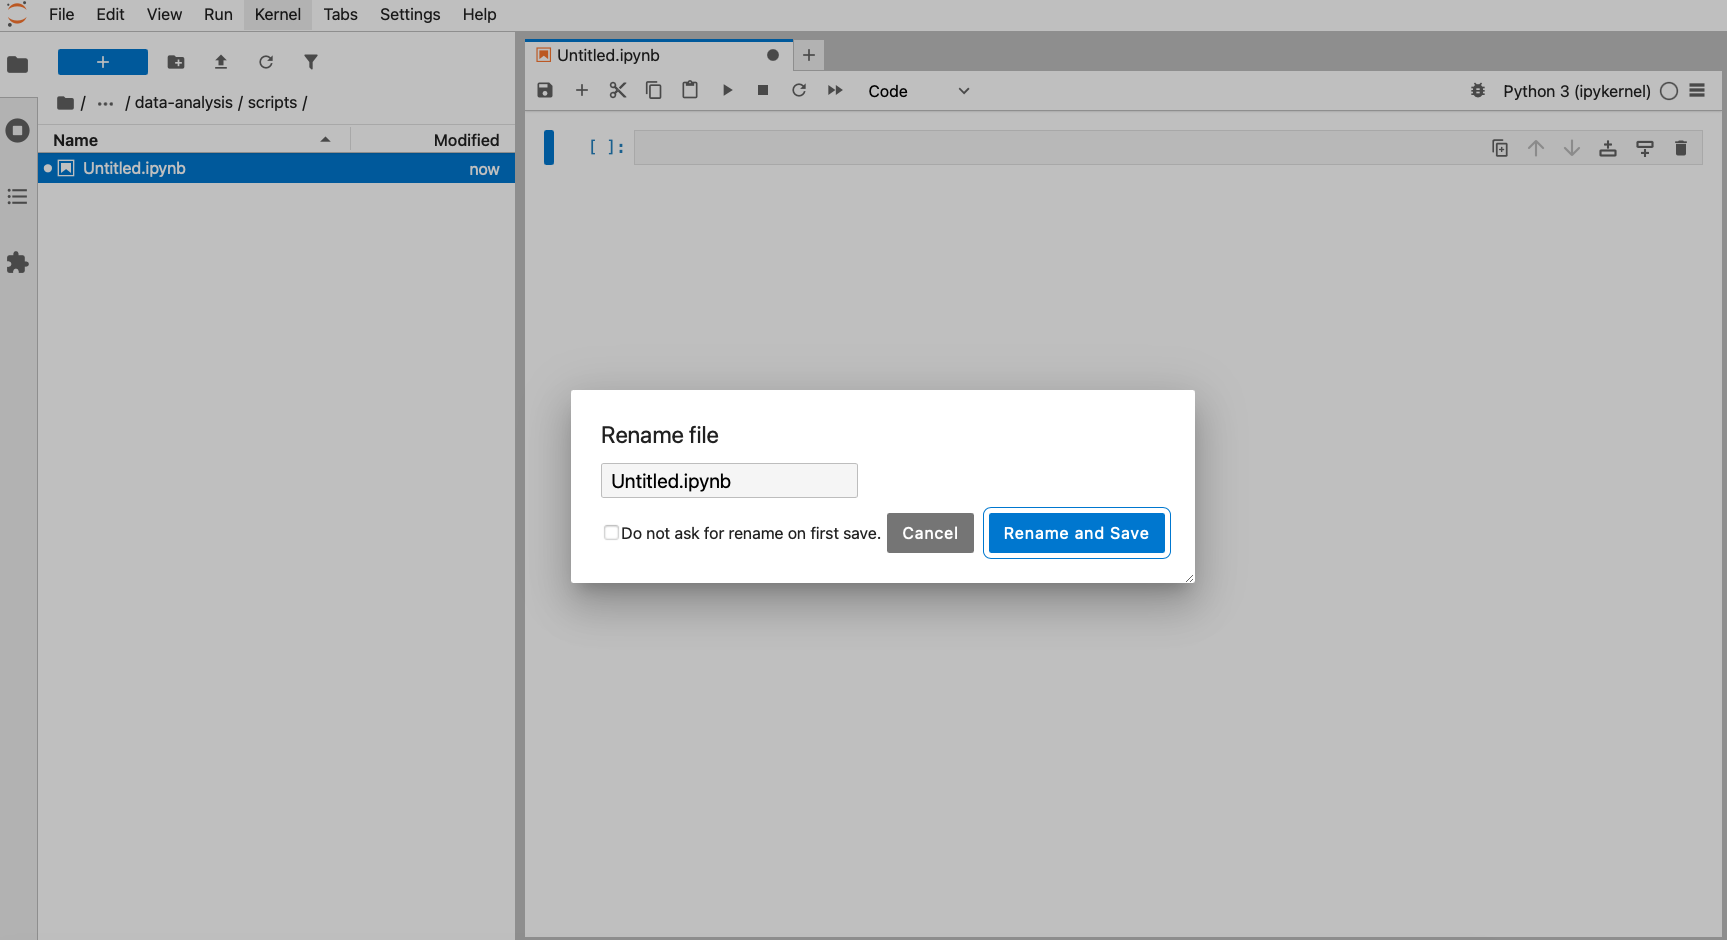 File Edit View Run Kernel Tabs Settings Help
/ ... / data-analysis / scripts /
Name Modified
Untitled.ipynb now
Untitled.ipynb
Code Python 3 (ipykernel)
[ ]:
Rename file
Untitled.ipynb
Do not ask for rename on first save. Cancel Rename and Save